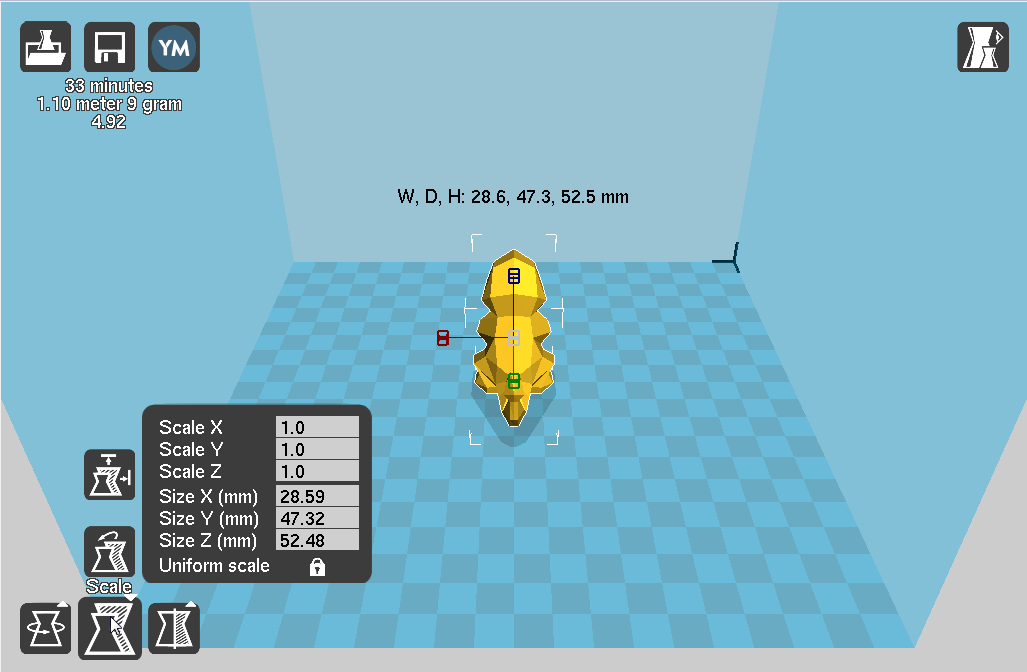 YM
33 minutes
1.10 meter 9 gram
4.92
W, D, H: 28.6, 47.3, 52.5 mm
Scale X 1.0
Scale Y 1.0
Scale Z 1.0
Size X (mm) 28.59
Size Y (mm) 47.32
Size Z (mm) 52.48
Uniform scale
Scale